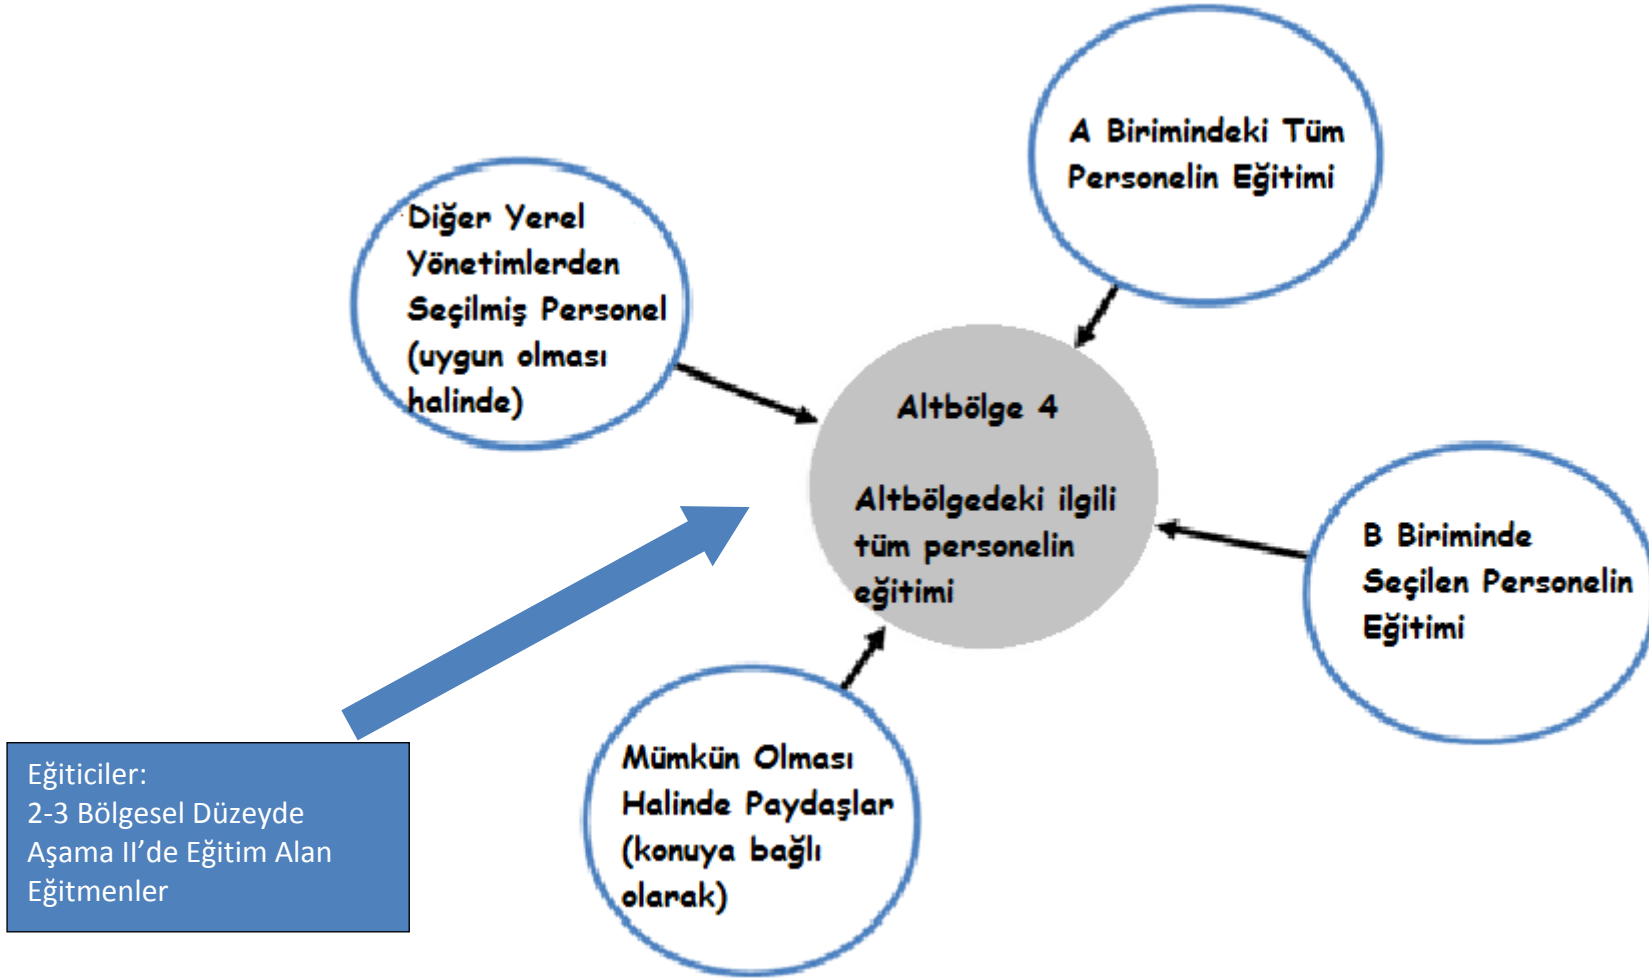 A Birimindeki Tüm
Personelin Eğitimi
Diğer Yerel
Yönetimlerden
Seçilmiş Personel
(uygun olması
halinde)
Altbölge 4
Altbölgedeki ilgili
tüm personelin
eğitimi
B Biriminde
Seçilen Personelin
Eğitimi
Mümkün Olması
Halinde Paydaşlar
(konuya bağlı
olarak)
Eğiticiler:
2-3 Bölgesel Düzeyde
Aşama II’de Eğitim Alan
Eğitmenler